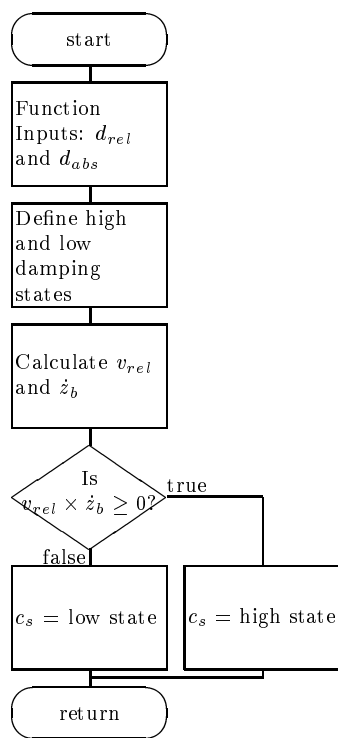 start
Function
Inputs: d_rel
and d_abs
Define high
and low
damping
states
Calculate v_rel
and ż_b
Is
v_rel × ż_b ≥ 0?
true
false
c_s = low state
c_s = high state
return